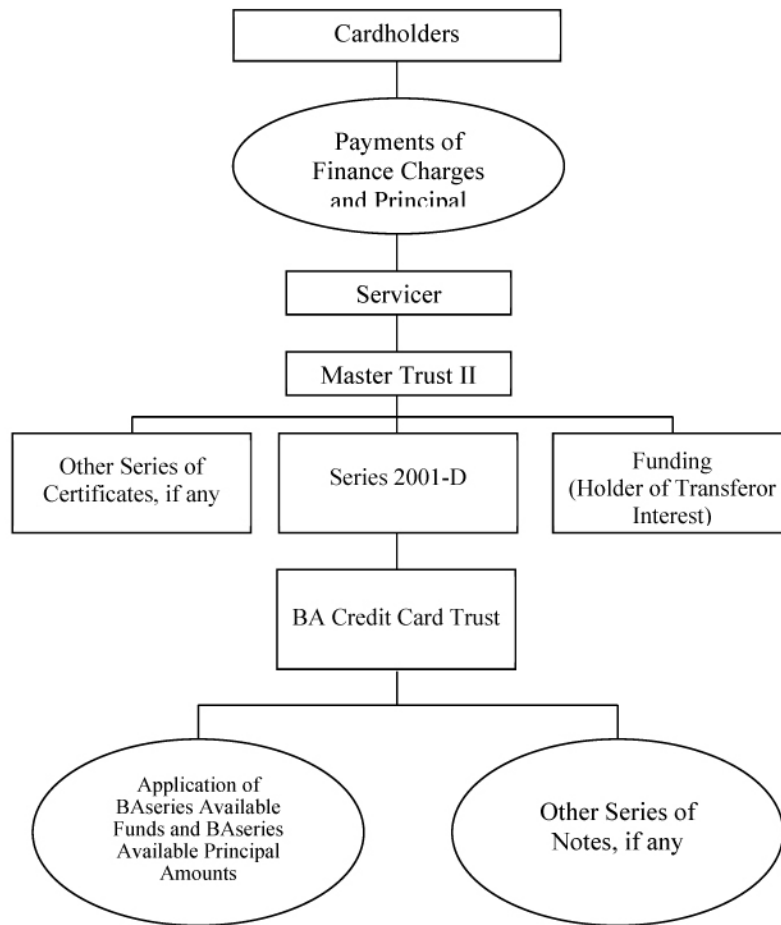 Cardholders
Payments of
Finance Charges
and Principal
Servicer
Master Trust II
Other Series of
Certificates, if any
Series 2001-D
Funding
(Holder of Transferor
Interest)
BA Credit Card Trust
Application of
BAseries Available
Funds and BAseries
Available Principal
Amounts
Other Series of
Notes, if any